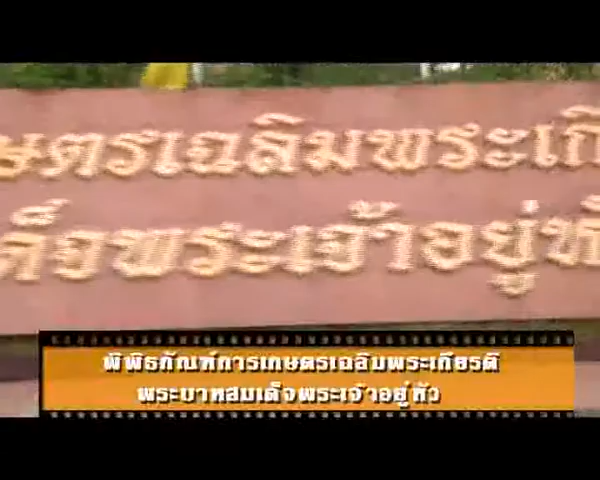 กษตรเฉลิมพระเกี
ด็จพระเจ้าอยู่หั
พิพิธภัณฑ์การเกษตรเฉลิมพระเกียรติ
พระบาทสมเด็จพระเจ้าอยู่หัว